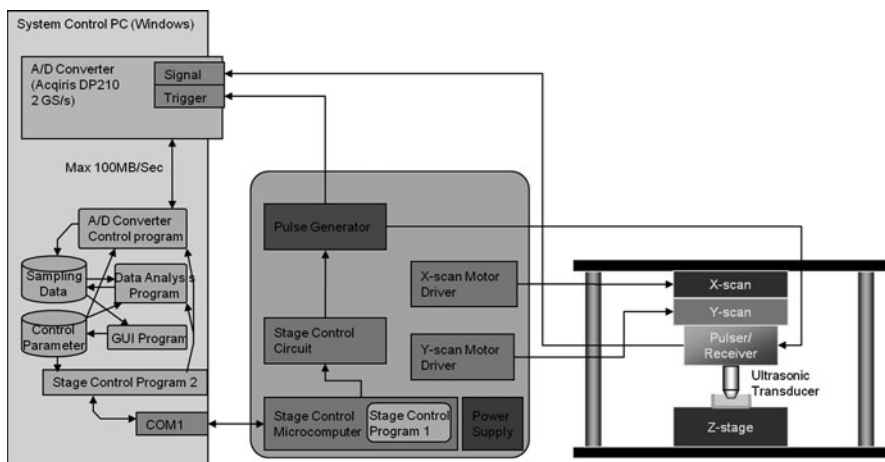 System Control PC (Windows)
A/D Converter
(Acqiris DP210
2 GS/s)
Signal
Trigger
Max 100MB/Sec
A/D Converter
Control program
Sampling
Data
Data Analysis
Program
Control
Parameter
GUI Program
Stage Control Program 2
COM1
Pulse Generator
X-scan Motor
Driver
Stage Control
Circuit
Y-scan Motor
Driver
Stage Control
Microcomputer
Stage Control
Program 1
Power
Supply
X-scan
Y-scan
Pulser/
Receiver
Ultrasonic
Transducer
Z-stage